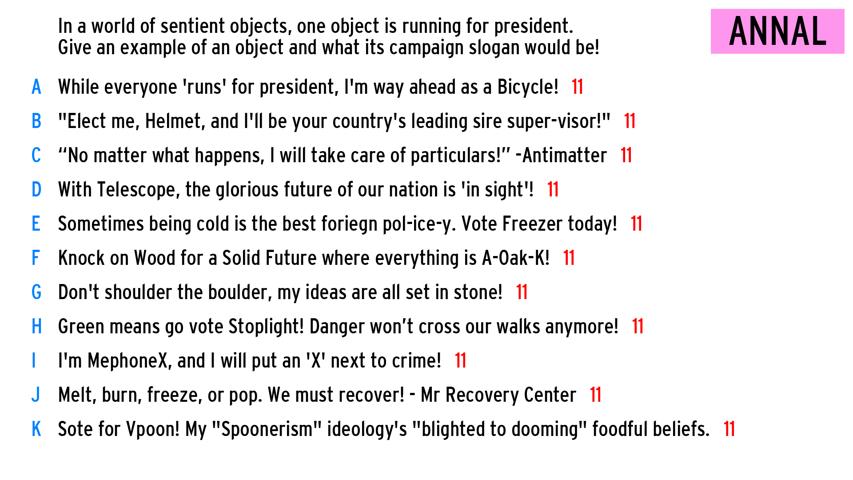 In a world of sentient objects, one object is running for president.
Give an example of an object and what its campaign slogan would be!
ANNAL
A While everyone 'runs' for president, I'm way ahead as a Bicycle! 11
B "Elect me, Helmet, and I'll be your country's leading sire super-visor!" 11
C “No matter what happens, I will take care of particulars!” -Antimatter 11
D With Telescope, the glorious future of our nation is 'in sight'! 11
E Sometimes being cold is the best foriegn pol-ice-y. Vote Freezer today! 11
F Knock on Wood for a Solid Future where everything is A-Oak-K! 11
G Don't shoulder the boulder, my ideas are all set in stone! 11
H Green means go vote Stoplight! Danger won’t cross our walks anymore! 11
I I'm MephoneX, and I will put an 'X' next to crime! 11
J Melt, burn, freeze, or pop. We must recover! - Mr Recovery Center 11
K Sote for Vpoon! My "Spoonerism" ideology's "blighted to dooming" foodful beliefs. 11